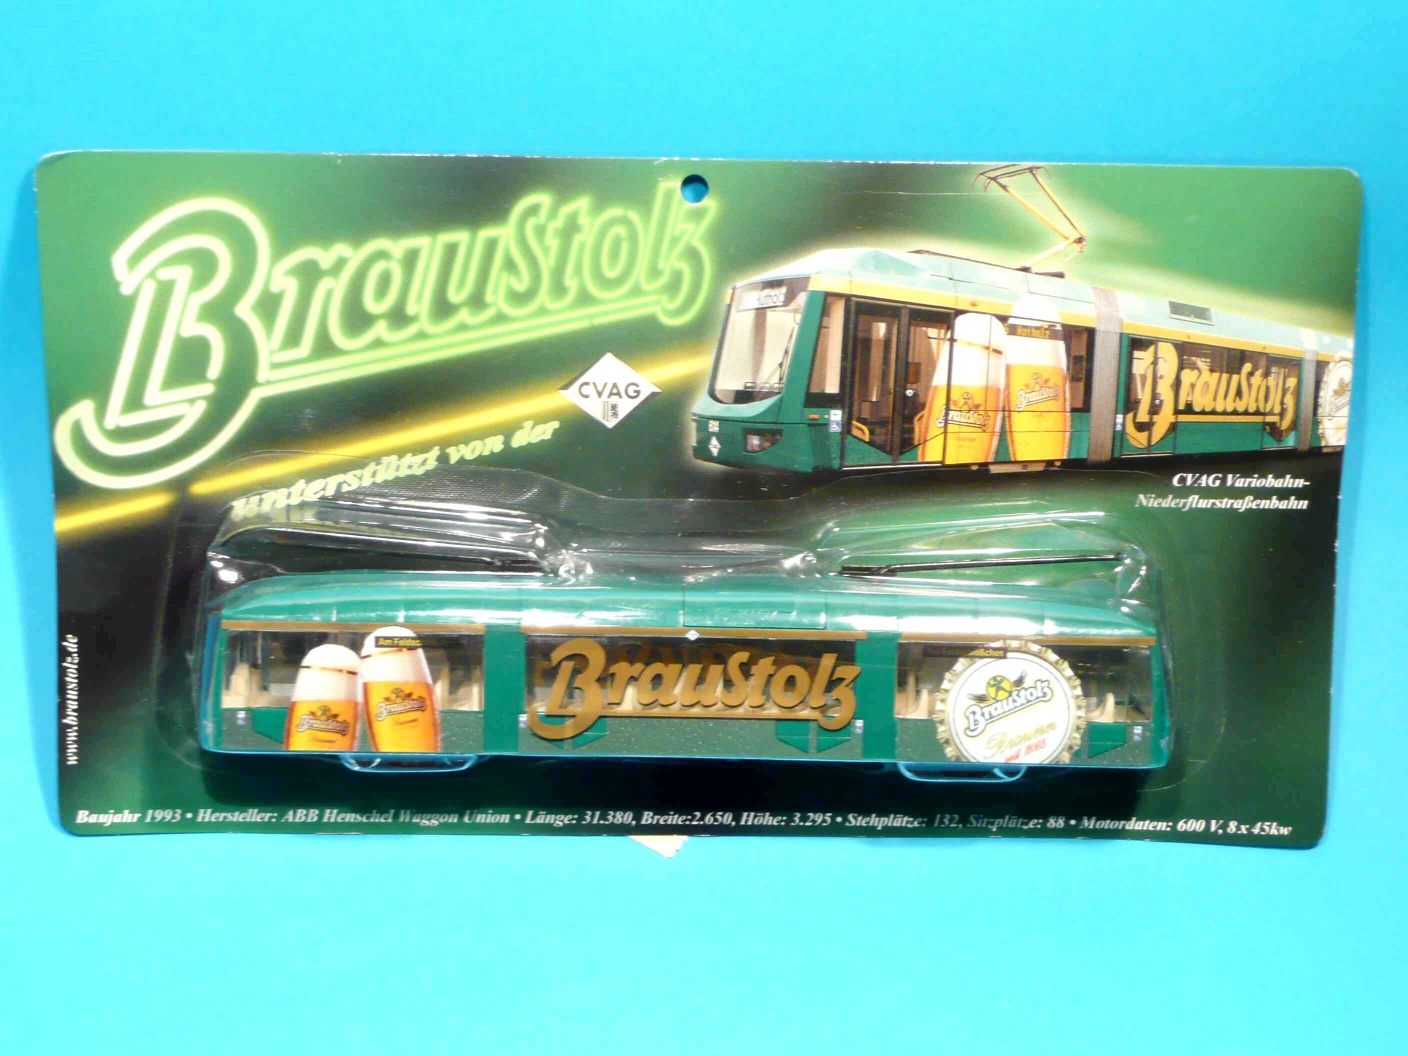 BrauStolz
CVAG
unterstützt von der
Hutholz
BrauStolz
BrauStolz
BrauStolz
CVAG Variobahn-
Niederflurstraßenbahn
www.braustolz.de
BrauStolz
BrauStolz
BrauStolz
BrauStolz
Baujahr 1993 • Hersteller: ABB Henschel Waggon Union • Länge: 31.380, Breite:2.650, Höhe: 3.295 • Stehplätze: 132, Sitzplätze: 88 • Motordaten: 600 V, 8 x 45kw